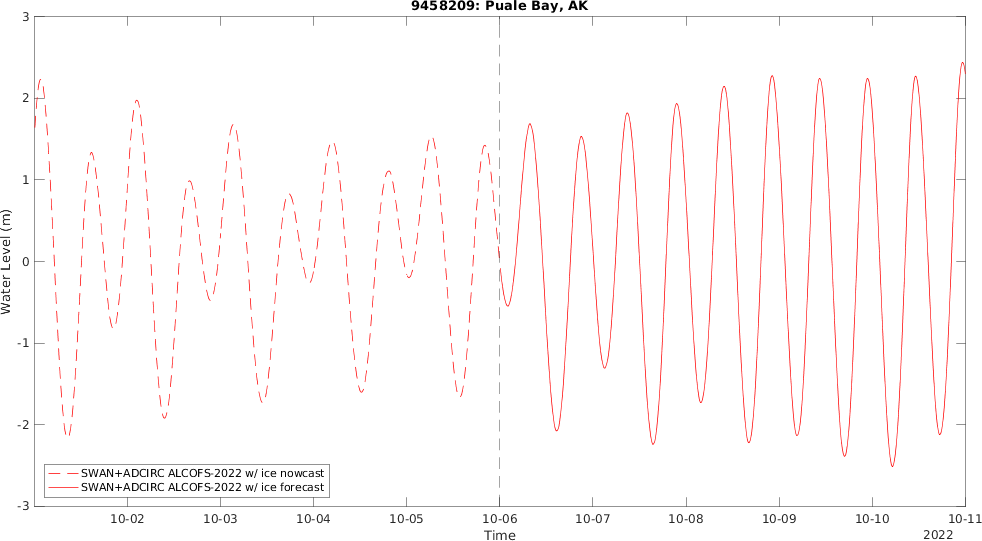 9458209: Puale Bay, AK
3
2
1
0
-1
-2
-3
Water Level (m)
SWAN+ADCIRC ALCOFS-2022 w/ ice nowcast
SWAN+ADCIRC ALCOFS-2022 w/ ice forecast
10-02 10-03 10-04 10-05 10-06 10-07 10-08 10-09 10-10 10-11
Time
2022